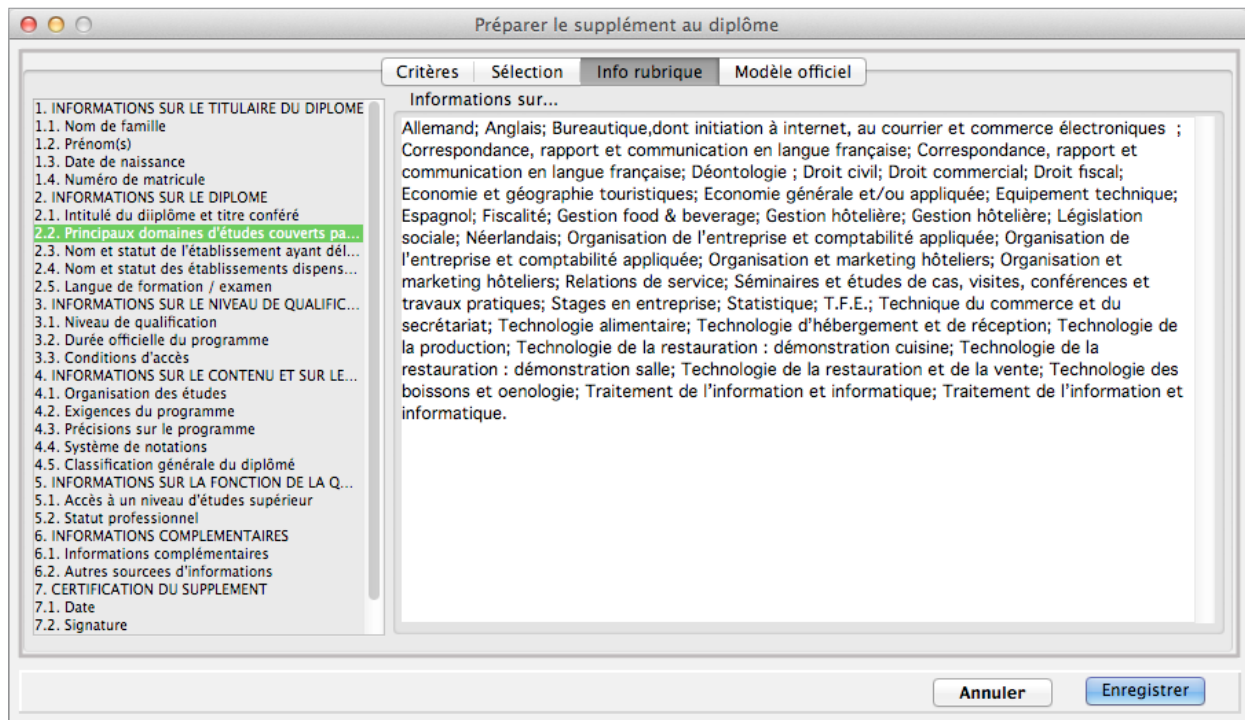 Préparer le supplément au diplôme
Critères
Sélection
Info rubrique
Modèle officiel
1. INFORMATIONS SUR LE TITULAIRE DU DIPLOME
1.1. Nom de famille
1.2. Prénom(s)
1.3. Date de naissance
1.4. Numéro de matricule
2. INFORMATIONS SUR LE DIPLOME
2.1. Intitulé du diiplôme et titre conféré
2.2. Principaux domaines d'études couverts pa...
2.3. Nom et statut de l'établissement ayant dél...
2.4. Nom et statut des établissements dispens...
2.5. Langue de formation / examen
3. INFORMATIONS SUR LE NIVEAU DE QUALIFIC...
3.1. Niveau de qualification
3.2. Durée officielle du programme
3.3. Conditions d'accès
4. INFORMATIONS SUR LE CONTENU ET SUR LE...
4.1. Organisation des études
4.2. Exigences du programme
4.3. Précisions sur le programme
4.4. Système de notations
4.5. Classification générale du diplômé
5. INFORMATIONS SUR LA FONCTION DE LA Q...
5.1. Accès à un niveau d'études supérieur
5.2. Statut professionnel
6. INFORMATIONS COMPLEMENTAIRES
6.1. Informations complémentaires
6.2. Autres sourcees d'informations
7. CERTIFICATION DU SUPPLEMENT
7.1. Date
7.2. Signature
Informations sur...
Allemand; Anglais; Bureautique,dont initiation à internet, au courrier et commerce électroniques ;
Correspondance, rapport et communication en langue française; Correspondance, rapport et
communication en langue française; Déontologie ; Droit civil; Droit commercial; Droit fiscal;
Economie et géographie touristiques; Economie générale et/ou appliquée; Equipement technique;
Espagnol; Fiscalité; Gestion food & beverage; Gestion hôtelière; Gestion hôtelière; Législation
sociale; Néerlandais; Organisation de l'entreprise et comptabilité appliquée; Organisation de
l'entreprise et comptabilité appliquée; Organisation et marketing hôteliers; Organisation et
marketing hôteliers; Relations de service; Séminaires et études de cas, visites, conférences et
travaux pratiques; Stages en entreprise; Statistique; T.F.E.; Technique du commerce et du
secrétariat; Technologie alimentaire; Technologie d'hébergement et de réception; Technologie de
la production; Technologie de la restauration : démonstration cuisine; Technologie de la
restauration : démonstration salle; Technologie de la restauration et de la vente; Technologie des
boissons et oenologie; Traitement de l'information et informatique; Traitement de l'information et
informatique.
Annuler
Enregistrer